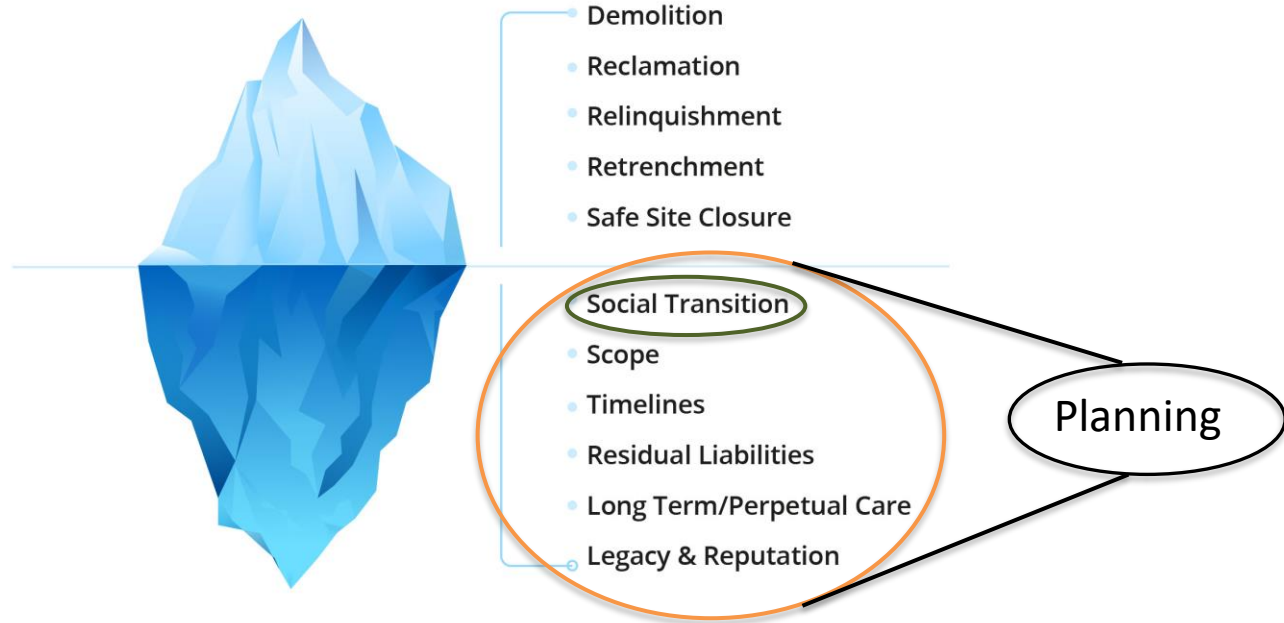 Demolition
Reclamation
Relinquishment
Retrenchment
Safe Site Closure
Social Transition
Scope
Timelines
Residual Liabilities
Long Term/Perpetual Care
Legacy & Reputation
Planning